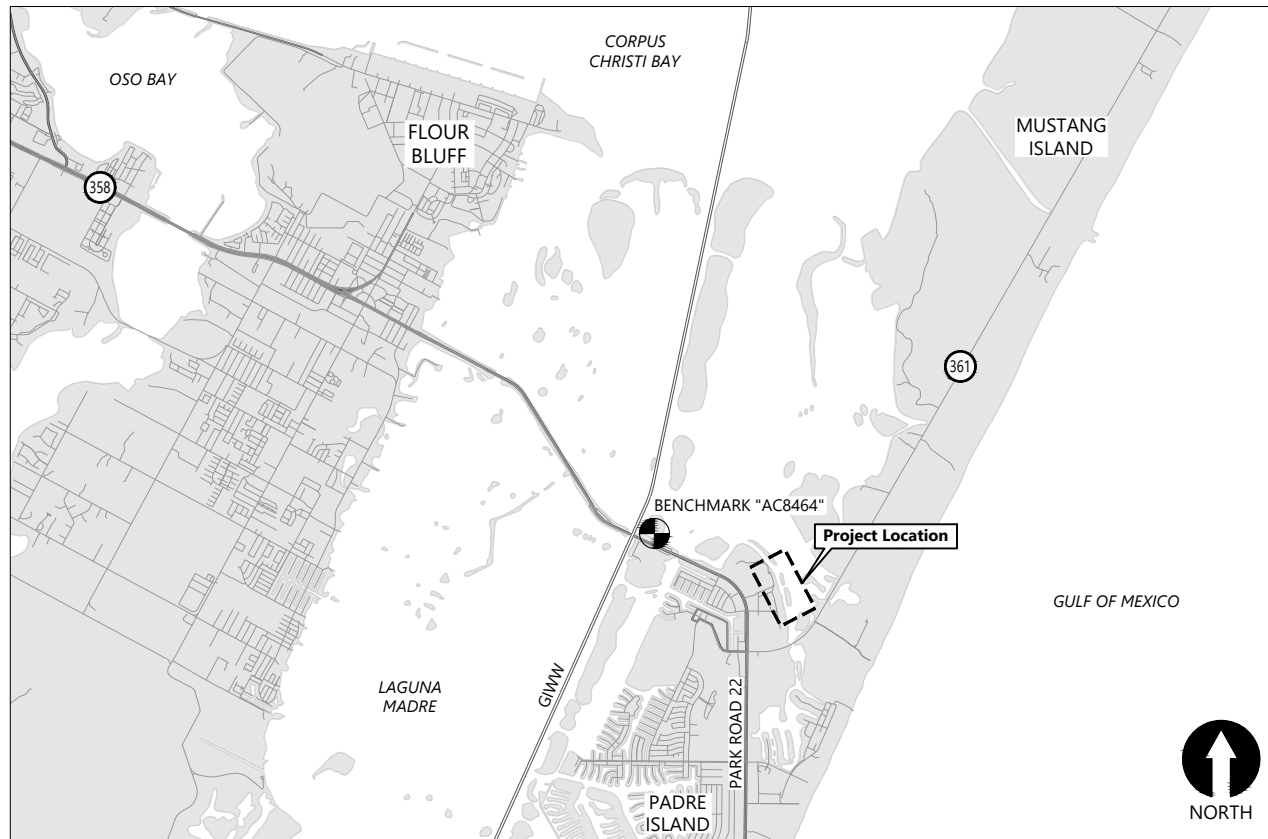 CORPUS
CHRISTI BAY
OSO BAY
FLOUR
BLUFF
MUSTANG
ISLAND
358
361
BENCHMARK "AC8464"
Project Location
GULF OF MEXICO
GIWW
LAGUNA
MADRE
PARK ROAD 22
PADRE
ISLAND
NORTH